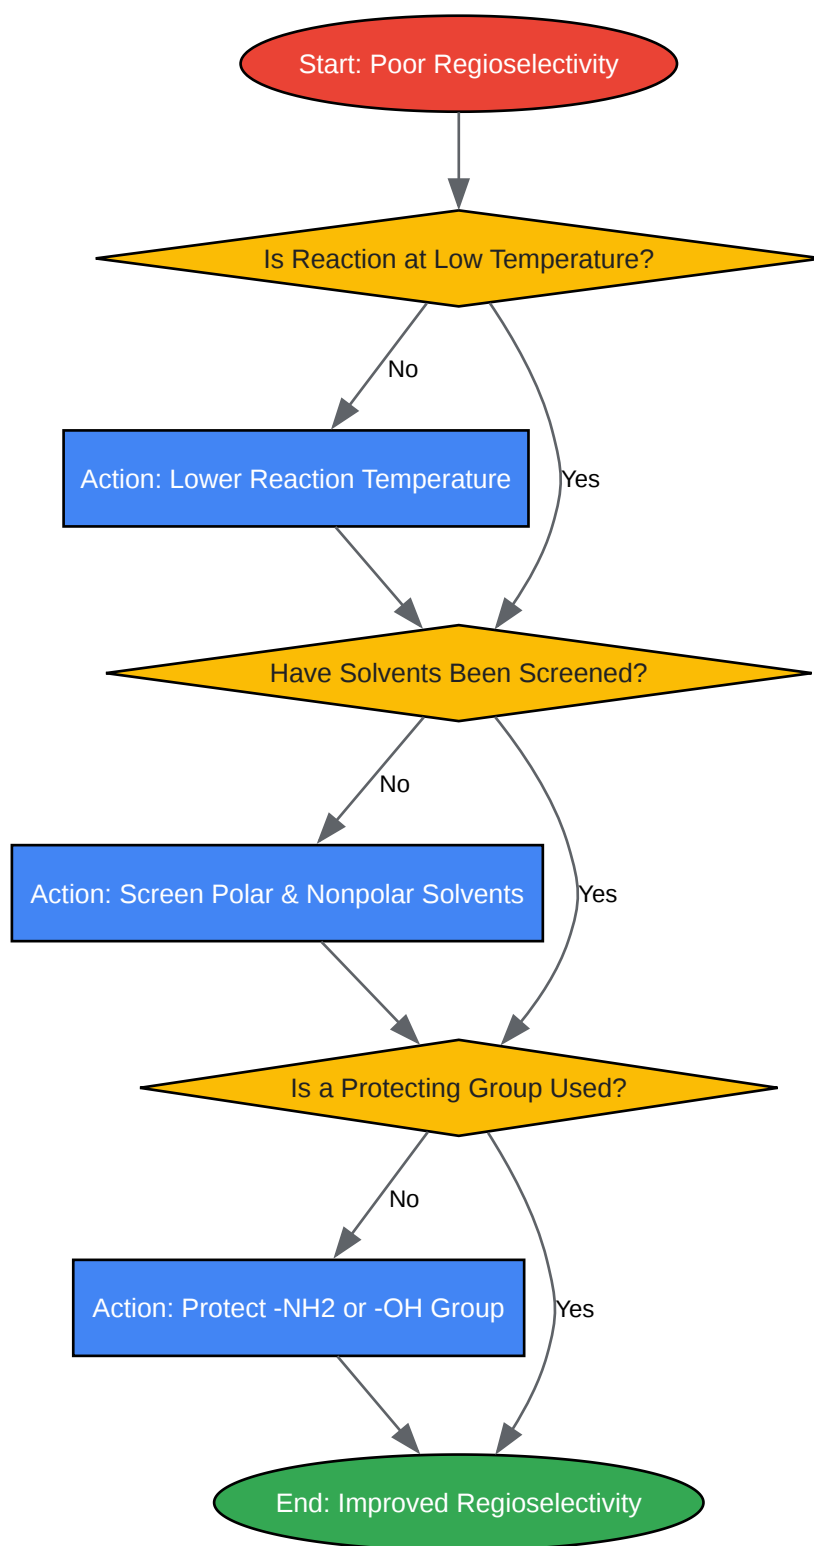 Start: Poor Regioselectivity
Is Reaction at Low Temperature?
No
Action: Lower Reaction Temperature
Yes
Have Solvents Been Screened?
No
Action: Screen Polar & Nonpolar Solvents
Yes
Is a Protecting Group Used?
No
Action: Protect -NH2 or -OH Group
Yes
End: Improved Regioselectivity